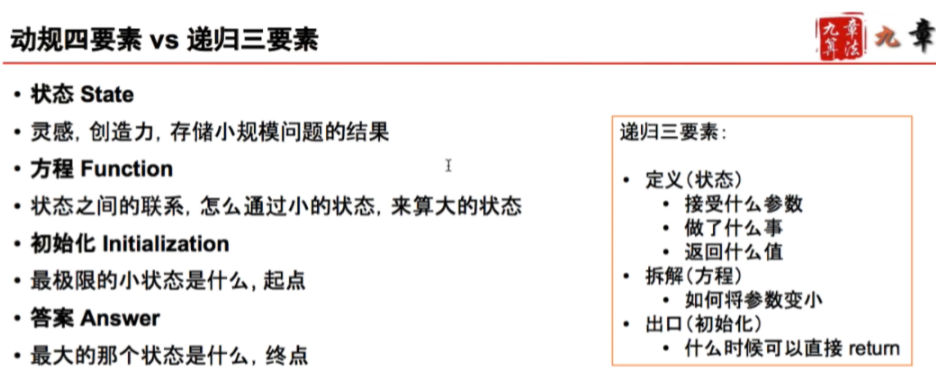 动规四要素 vs 递归三要素
九章算法
九章
• 状态 State
• 灵感, 创造力, 存储小规模问题的结果
• 方程 Function
• 状态之间的联系, 怎么通过小的状态, 来算大的状态
• 初始化 Initialization
• 最极限的小状态是什么, 起点
• 答案 Answer
• 最大的那个状态是什么, 终点
递归三要素:
• 定义(状态)
• 接受什么参数
• 做了什么事
• 返回什么值
• 拆解(方程)
• 如何将参数变小
• 出口(初始化)
• 什么时候可以直接 return